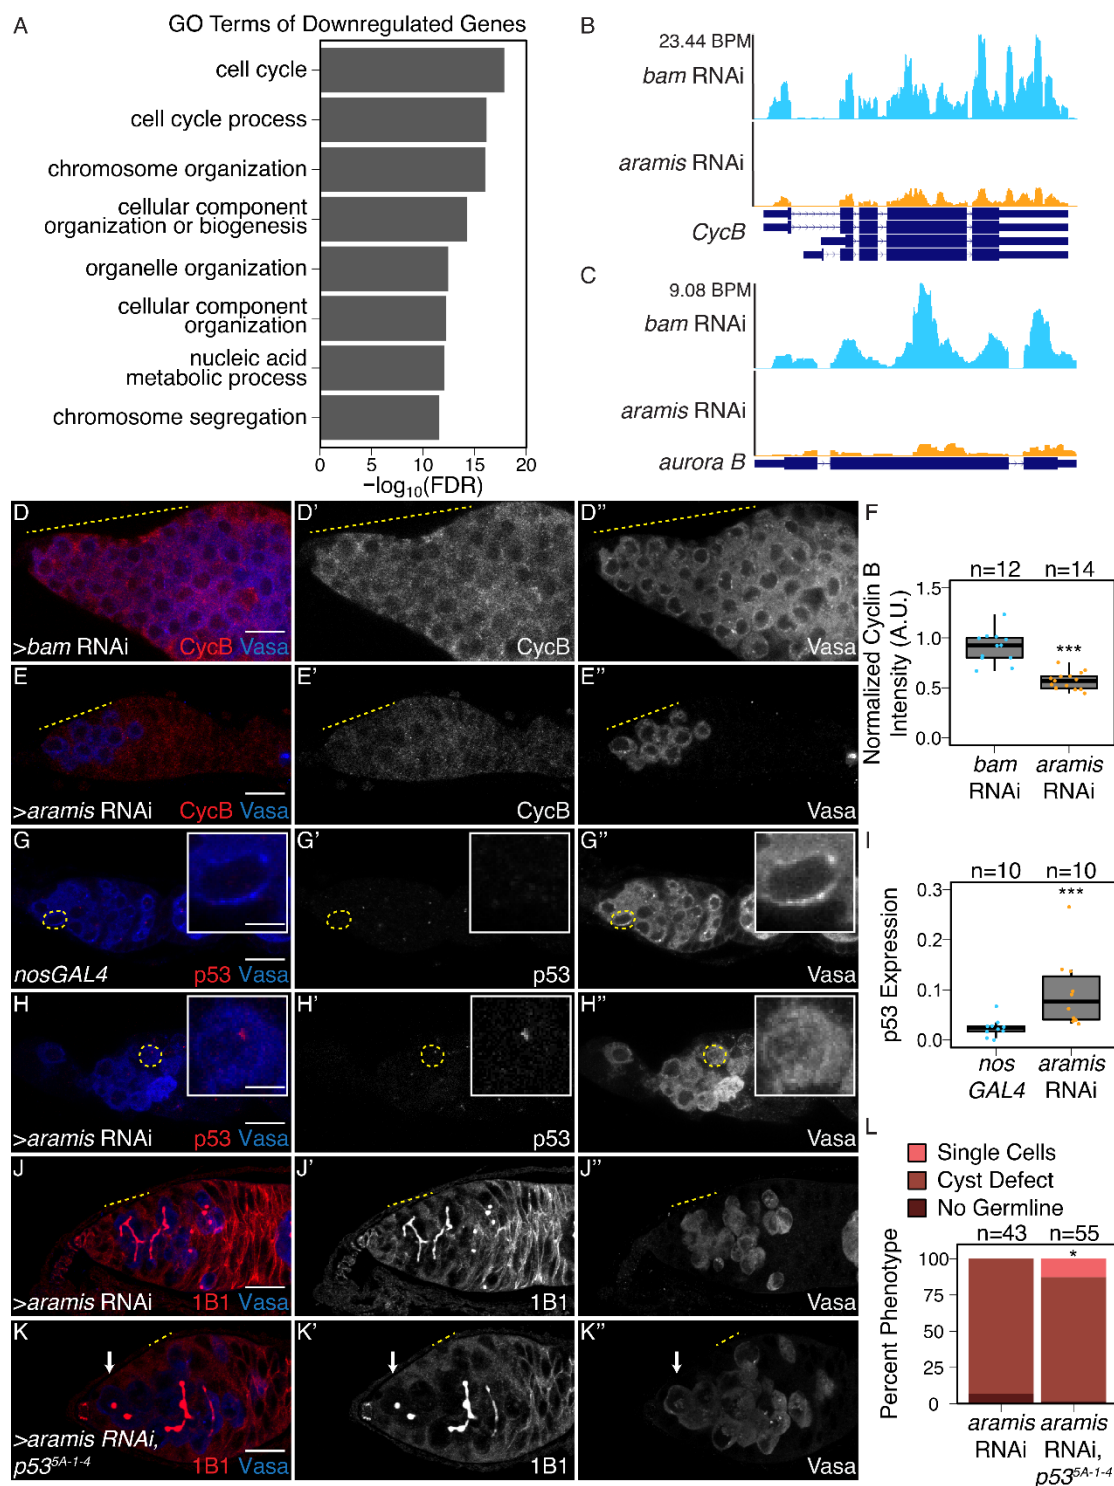 A
GO Terms of Downregulated Genes
cell cycle
cell cycle process
chromosome organization
cellular component
organization or biogenesis
organelle organization
cellular component
organization
nucleic acid
metabolic process
chromosome segregation
0 5 10 15 20
−log₁₀(FDR)
B
23.44 BPM
bam RNAi
aramis RNAi
CycB
C
9.08 BPM
bam RNAi
aramis RNAi
aurora B
D
>bam RNAi CycB Vasa
D'
CycB
D''
Vasa
E
>aramis RNAi CycB Vasa
E'
CycB
E''
Vasa
F
n=12 n=14
Normalized Cyclin B
Intensity (A.U.)
1.5
1.0
0.5
0.0
***
bam
RNAi
aramis
RNAi
G
nosGAL4 p53 Vasa
G'
p53
G''
Vasa
H
>aramis RNAi p53 Vasa
H'
p53
H''
Vasa
I
n=10 n=10
p53 Expression
0.3
0.1
0.1
0.0
***
nos
GAL4
aramis
RNAi
J
>aramis RNAi 1B1 Vasa
J'
1B1
J''
Vasa
K
>aramis RNAi,
p53⁵ᴬ⁻¹⁻⁴ 1B1 Vasa
K'
1B1
K''
Vasa
L
Single Cells
Cyst Defect
No Germline
n=43 n=55
*
Percent Phenotype
100
75
50
25
0
aramis
RNAi
aramis
RNAi,
p53⁵ᴬ⁻¹⁻⁴